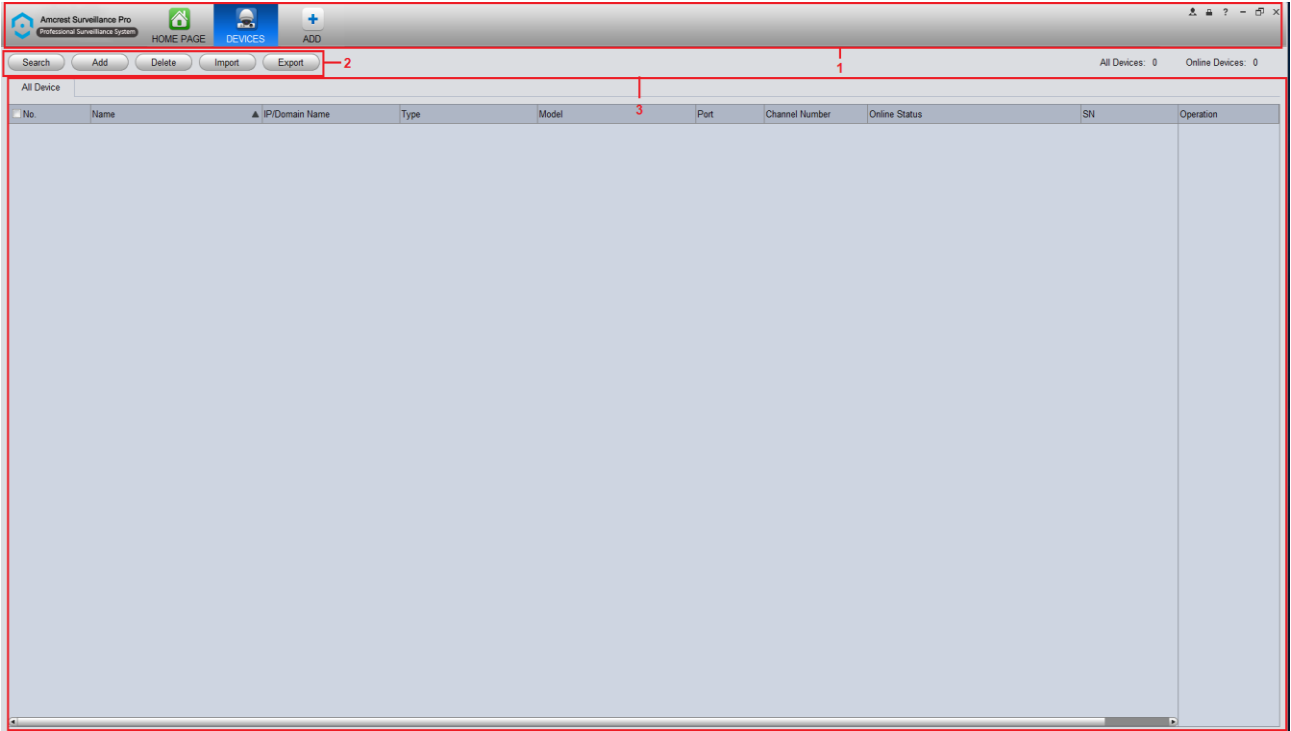 Amcrest Surveillance Pro
Professional Surveillance System
HOME PAGE DEVICES ADD
? 
1
Search Add Delete Import Export 2 All Devices: 0 Online Devices: 0
All Device
3
No. Name IP/Domain Name Type Model Port Channel Number Online Status SN Operation